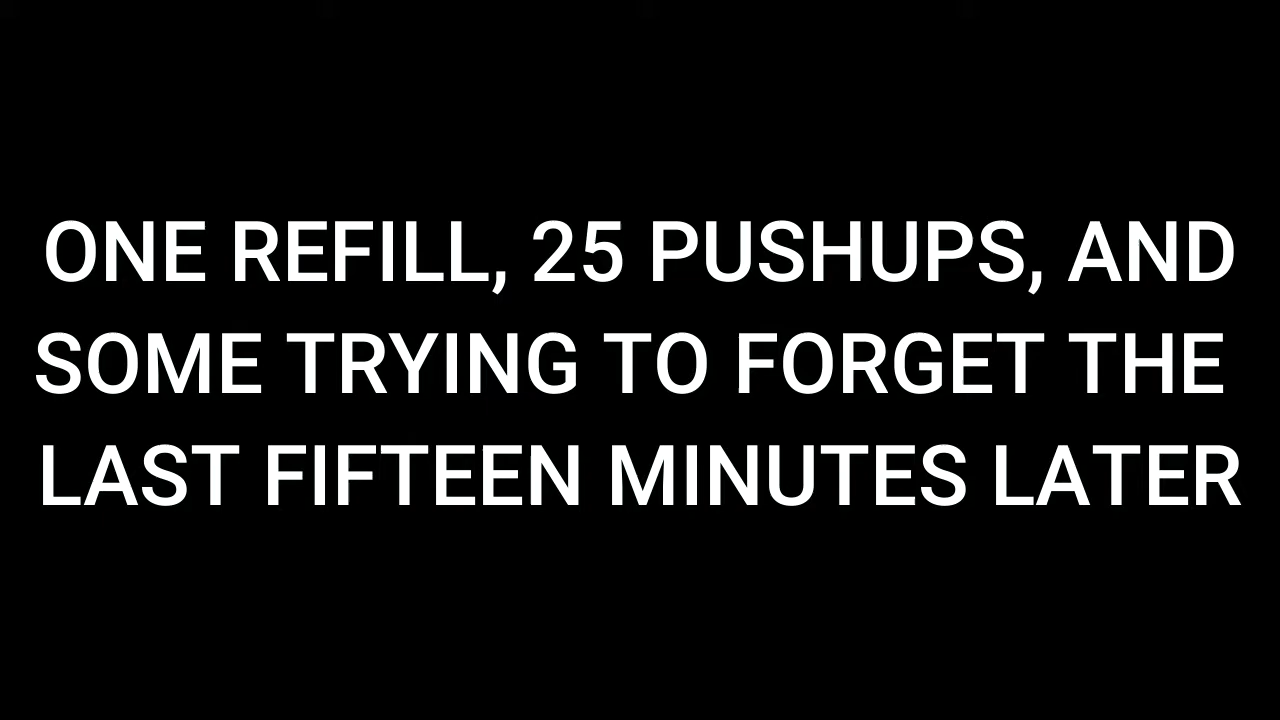 ONE REFILL, 25 PUSHUPS, AND
SOME TRYING TO FORGET THE
LAST FIFTEEN MINUTES LATER